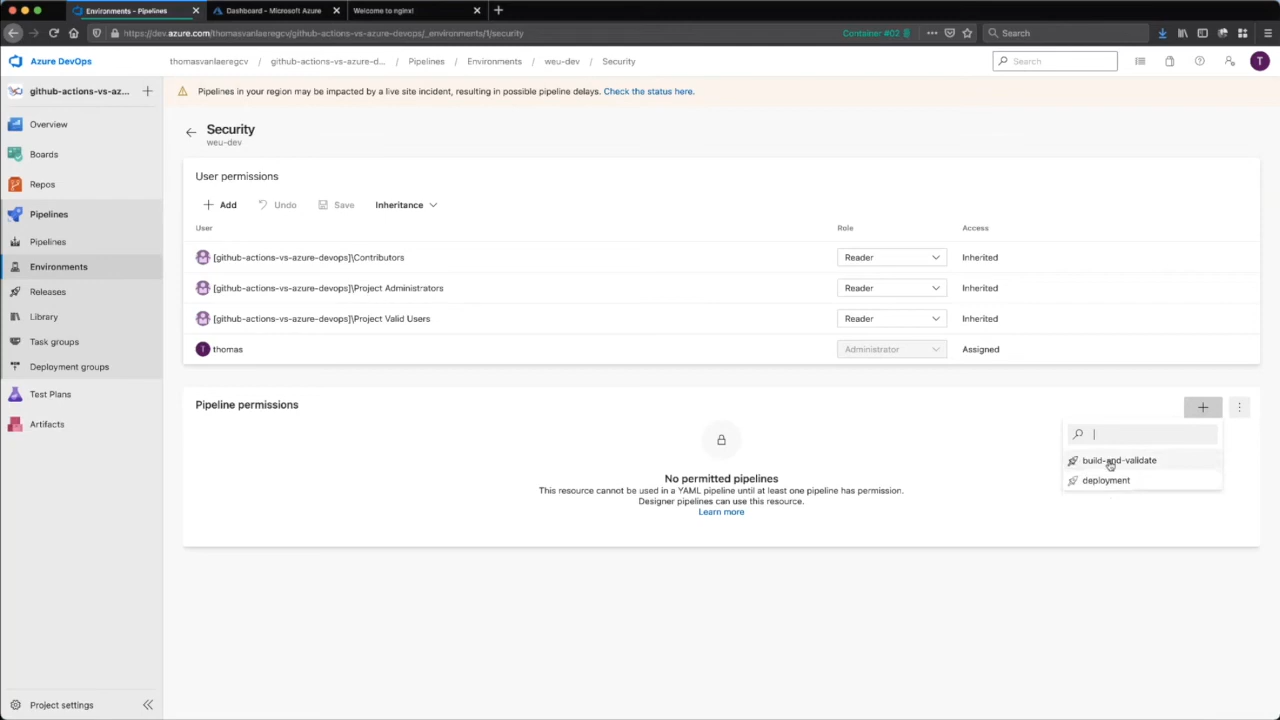 Environments - Pipelines
Dashboard - Microsoft Azure
Welcome to nginx!
https://dev.azure.com/thomasvanlaeregcv/github-actions-vs-azure-devops/_environments/1/security
Container #02
Search
Azure DevOps
thomasvanlaeregcv / github-actions-vs-azure-d... / Pipelines / Environments / weu-dev / Security
Search
T
github-actions-vs-az...
Pipelines in your region may be impacted by a live site incident, resulting in possible pipeline delays. Check the status here.
Overview
Boards
Repos
Pipelines
Pipelines
Environments
Releases
Library
Task groups
Deployment groups
Test Plans
Artifacts
Project settings
Security
weu-dev
User permissions
Add Undo Save Inheritance
User Role Access
[github-actions-vs-azure-devops]\Contributors Reader Inherited
[github-actions-vs-azure-devops]\Project Administrators Reader Inherited
[github-actions-vs-azure-devops]\Project Valid Users Reader Inherited
T thomas Administrator Assigned
Pipeline permissions
build-and-validate
deployment
No permitted pipelines
This resource cannot be used in a YAML pipeline until at least one pipeline has permission.
Designer pipelines can use this resource.
Learn more